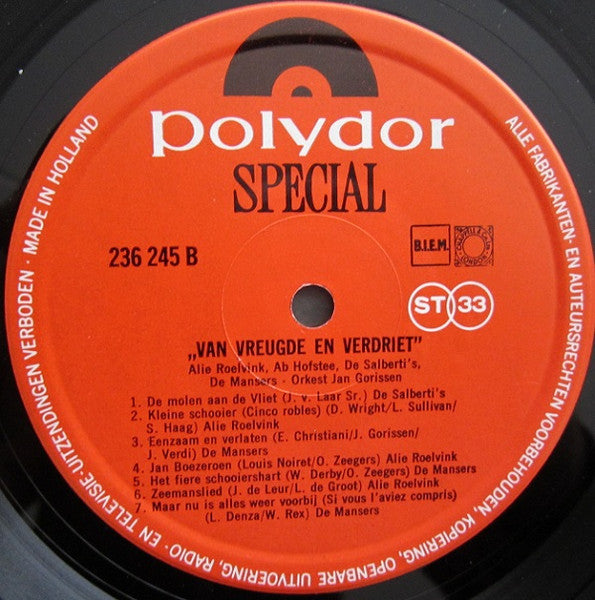 polydor
SPECIAL
236 245 B
B.I.E.M.
CHAPPELL & CO LTD
LONDON
ST 33
„VAN VREUGDE EN VERDRIET"
Alie Roelvink, Ab Hofstee, De Salberti's,
De Mansers - Orkest Jan Gorissen
1. De molen aan de Vliet (J. v. Laar Sr.) De Salberti's
2. Kleine schooier (Cinco robles) (D. Wright/L. Sullivan/
S. Haag) Alie Roelvink
3. Eenzaam en verlaten (E. Christiani/J. Gorissen/
J. Verdi) De Mansers
4. Jan Boezeroen (Louis Noiret/O. Zeegers) Alie Roelvink
5. Het fiere schooiershart (W. Derby/O. Zeegers) De Mansers
6. Zeemanslied (J. de Leur/L. de Groot) Alie Roelvink
7. Maar nu is alles weer voorbij (Si vous l'aviez compris)
(L. Denza/W. Rex) De Mansers
ALLE FABRIKANTEN- EN AUTEURSRECHTEN VOORBEHOUDEN, KOPIERING, OPENBARE UITVOERING, RADIO- EN TELEVISIE-UITZENDINGEN VERBODEN · MADE IN HOLLAND